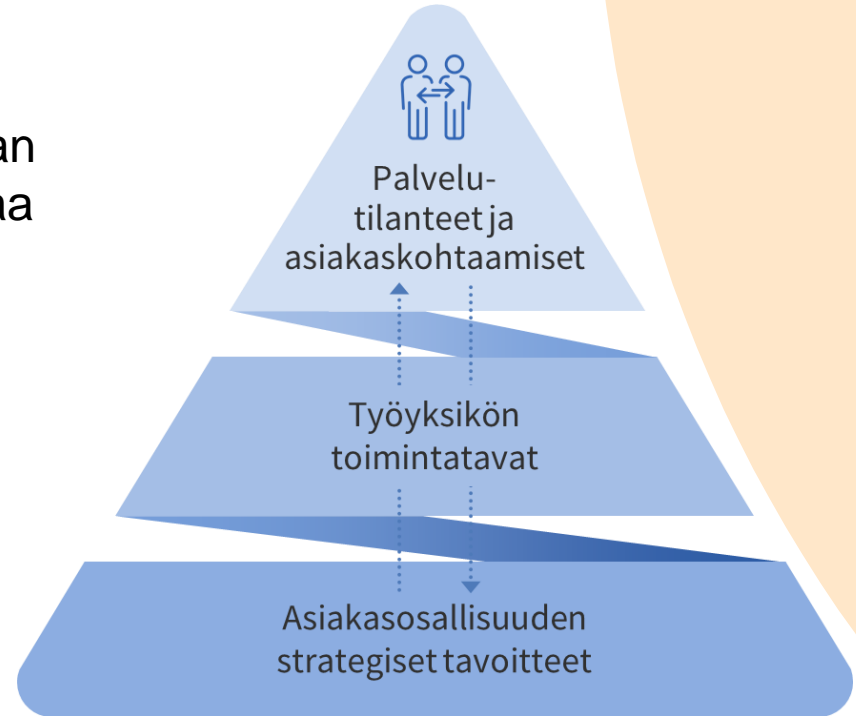 Palvelu-
tilanteet ja
asiakaskohtaamiset
Työyksikön
toimintatavat
Asiakasosallisuuden
strategiset tavoitteet